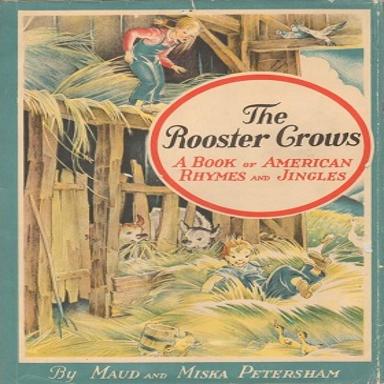 The
Rooster Crows
A Book of American
Rhymes and Jingles
By Maud and Miska Petersham